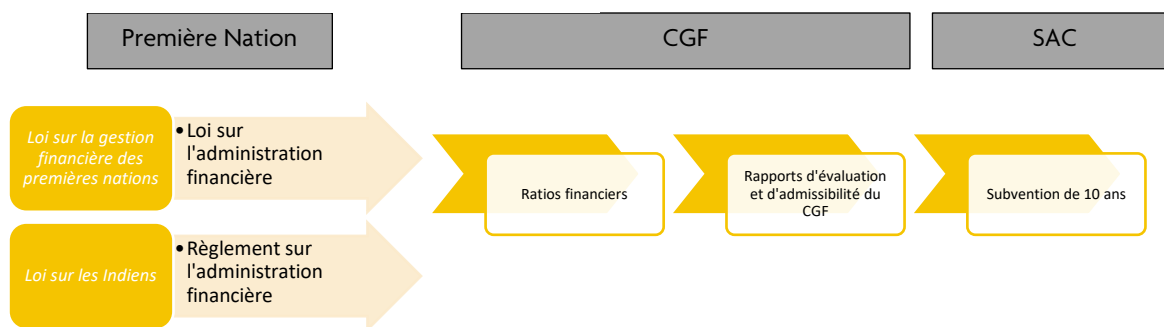 Première Nation
CGF
SAC
Loi sur la gestion
financière des
premières nations
•Loi sur
l'administration
financière
Ratios financiers
Rapports d'évaluation
et d'admissibilité du
CGF
Subvention de 10 ans
Loi sur les Indiens
•Règlement sur
l'administration
financière